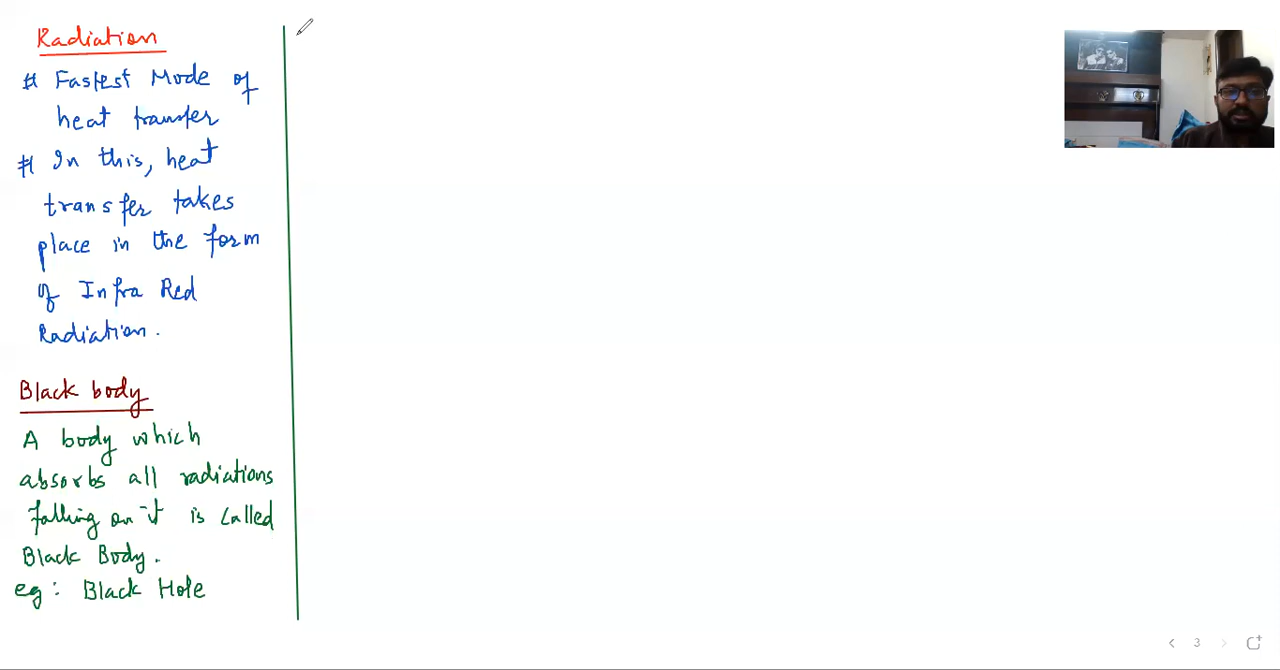 Radiation
# Fastest Mode of
heat transfer
# In this, heat
transfer takes
place in the form
of Infra Red
Radiation.
Black body
A body which
absorbs all radiations
falling on it is called
Black Body.
eg: Black Hole
3